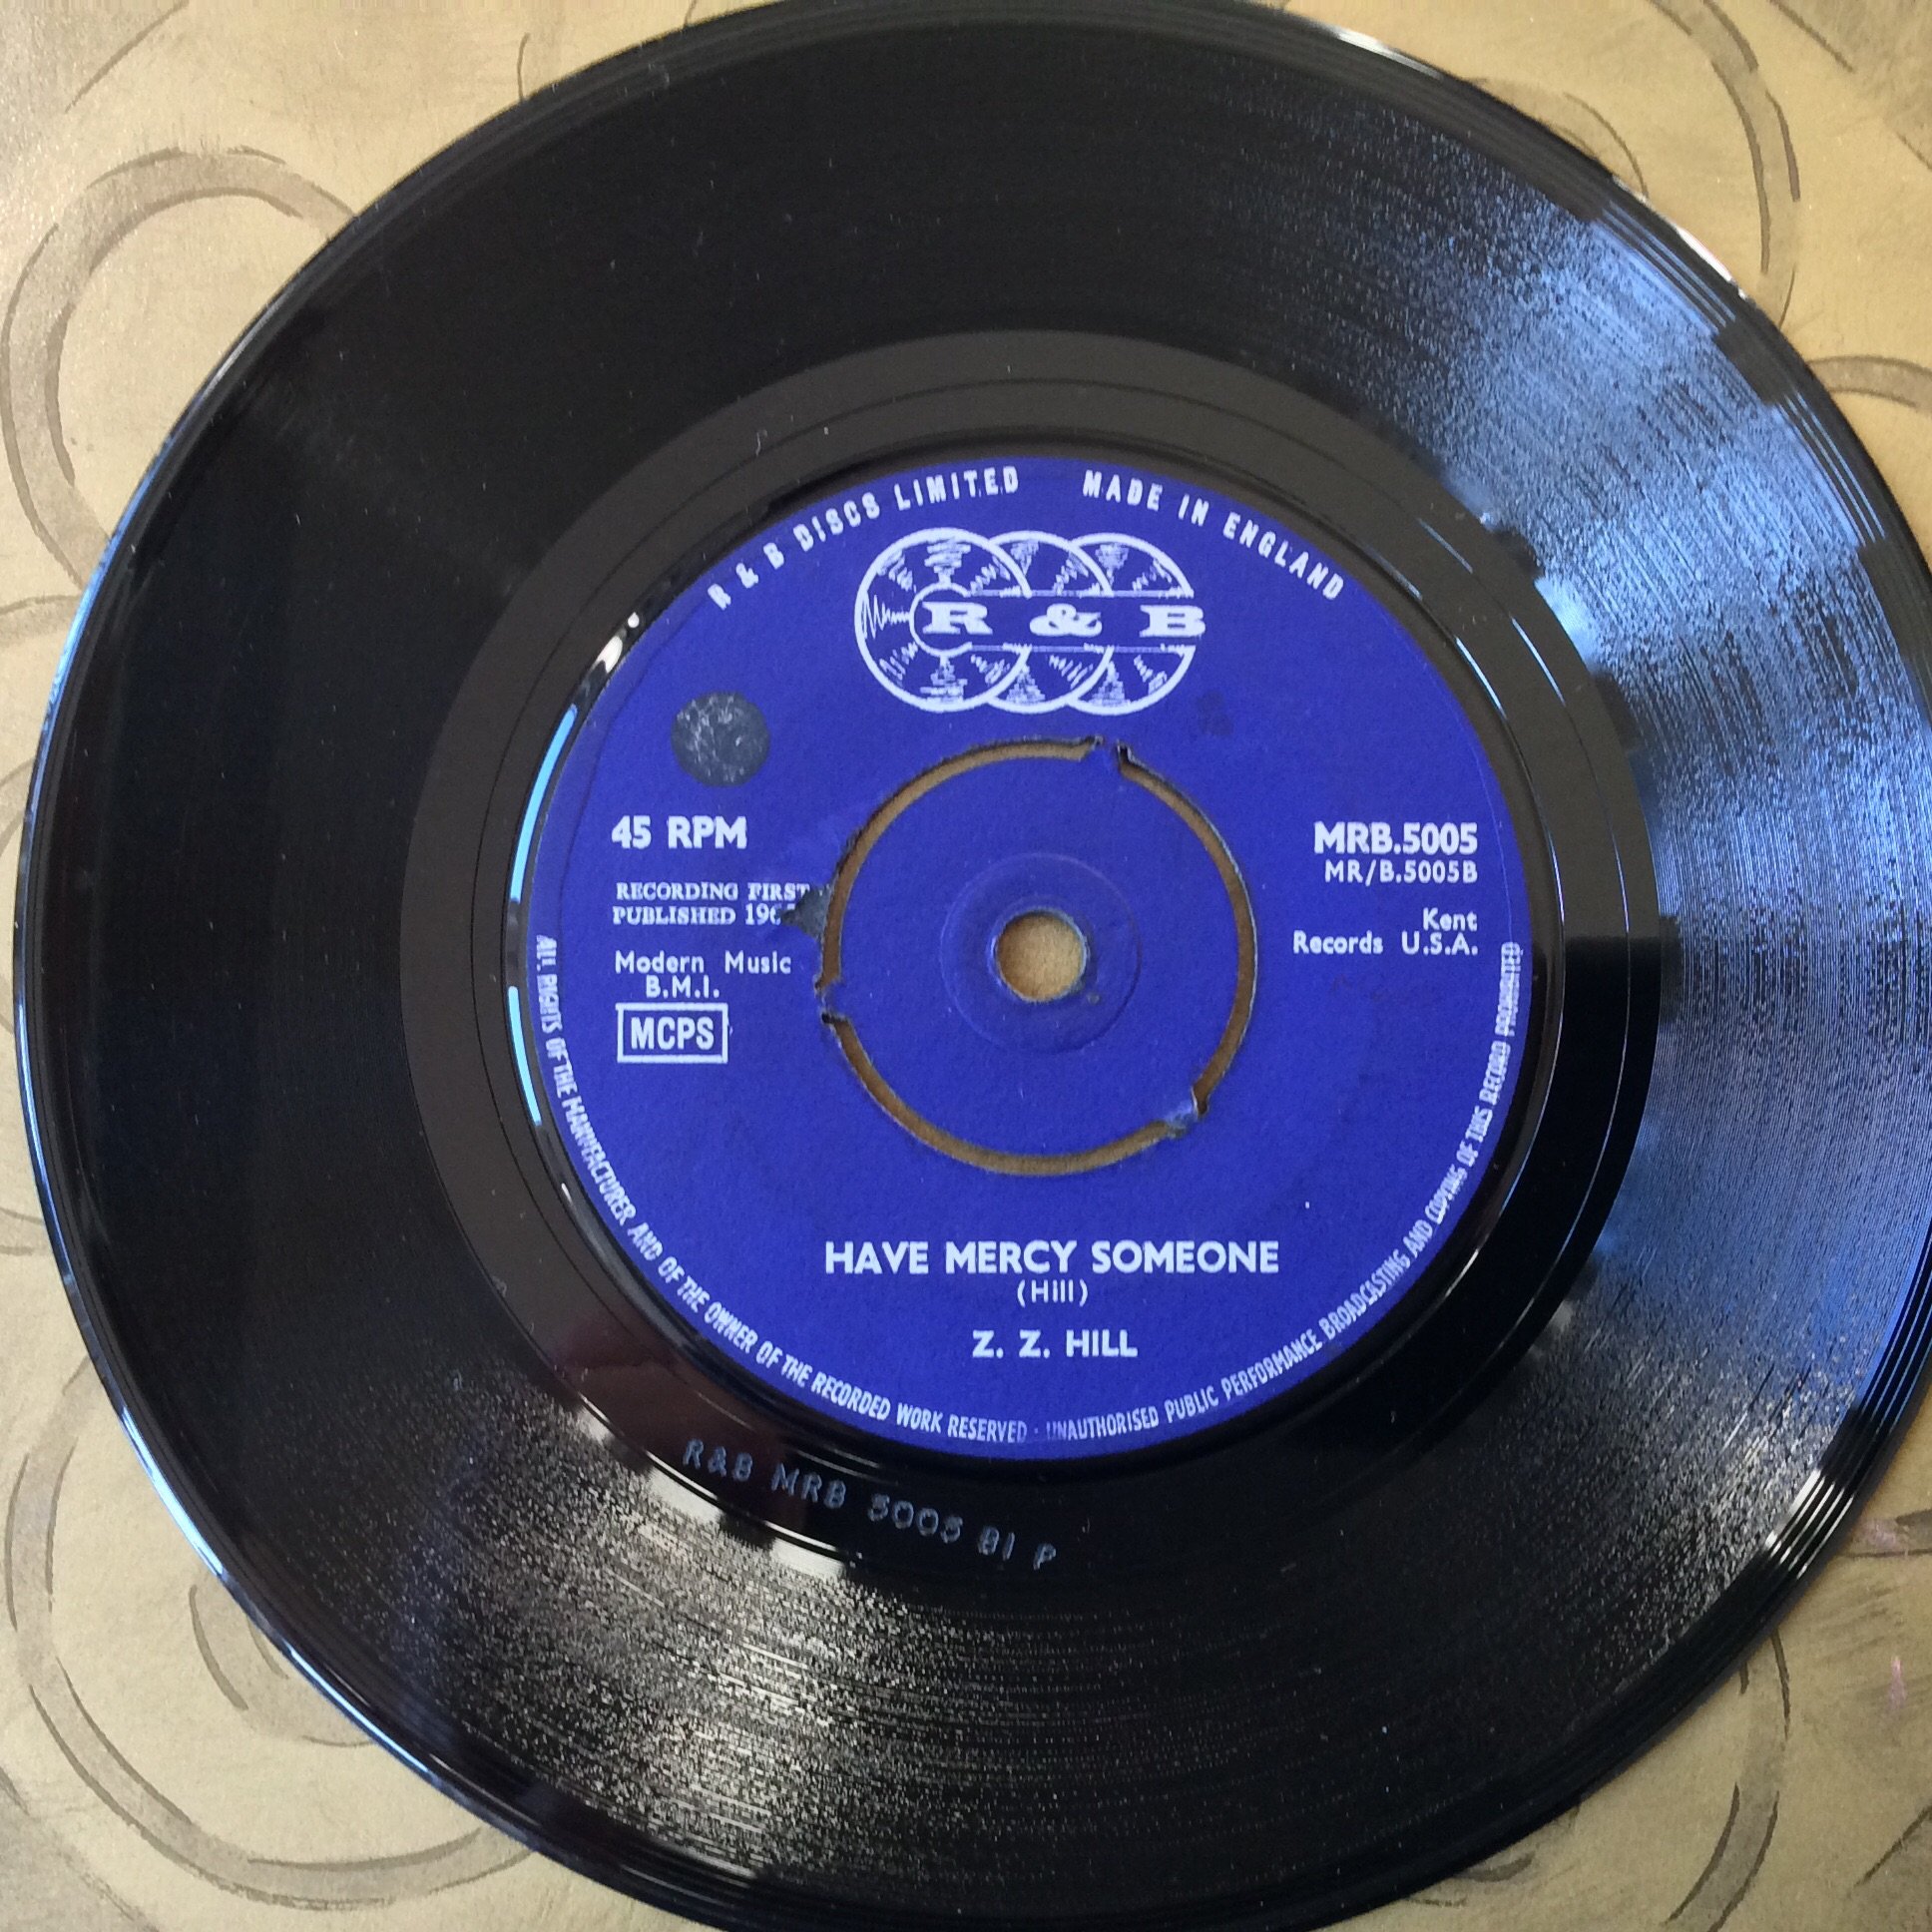 R & B DISCS LIMITED MADE IN ENGLAND
R & B
45 RPM
MRB.5005
MR/B.5005B
RECORDING FIRST
PUBLISHED
Kent
Records U.S.A.
Modern Music
B.M.I.
MCPS
HAVE MERCY SOMEONE
(Hill)
Z. Z. HILL
ALL RIGHTS OF THE MANUFACTURER AND OF THE OWNER OF THE RECORDED WORK RESERVED · UNAUTHORISED PUBLIC PERFORMANCE BROADCASTING AND COPYING OF THIS RECORD PROHIBITED
R&B MRB 5005 B1 P